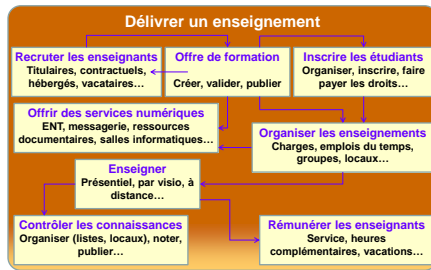 Délivrer un enseignement
Recruter les enseignants
Titulaires, contractuels,
hébergés, vacataires…
Offre de formation
Créer, valider, publier
Inscrire les étudiants
Organiser, inscrire, faire
payer les droits…
Offrir des services numériques
ENT, messagerie, ressources
documentaires, salles informatiques…
Organiser les enseignements
Charges, emplois du temps,
groupes, locaux…
Enseigner
Présentiel, par visio, à
distance…
Contrôler les connaissances
Organiser (listes, locaux), noter,
publier…
Rémunérer les enseignants
Service, heures
complémentaires, vacations…